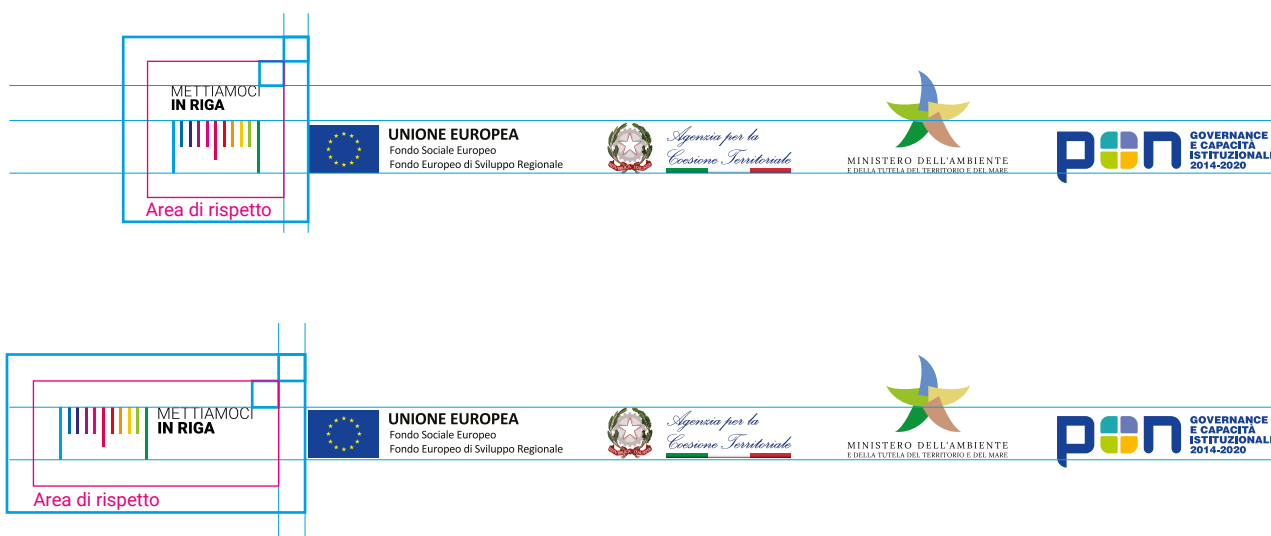 METTIAMOCI
IN RIGA
Area di rispetto
UNIONE EUROPEA
Fondo Sociale Europeo
Fondo Europeo di Sviluppo Regionale
Agenzia per la
Coesione Territoriale
MINISTERO DELL'AMBIENTE
E DELLA TUTELA DEL TERRITORIO E DEL MARE
pon
GOVERNANCE
E CAPACITÀ
ISTITUZIONALE
2014-2020
METTIAMOCI
IN RIGA
Area di rispetto
UNIONE EUROPEA
Fondo Sociale Europeo
Fondo Europeo di Sviluppo Regionale
Agenzia per la
Coesione Territoriale
MINISTERO DELL'AMBIENTE
E DELLA TUTELA DEL TERRITORIO E DEL MARE
pon
GOVERNANCE
E CAPACITÀ
ISTITUZIONALE
2014-2020